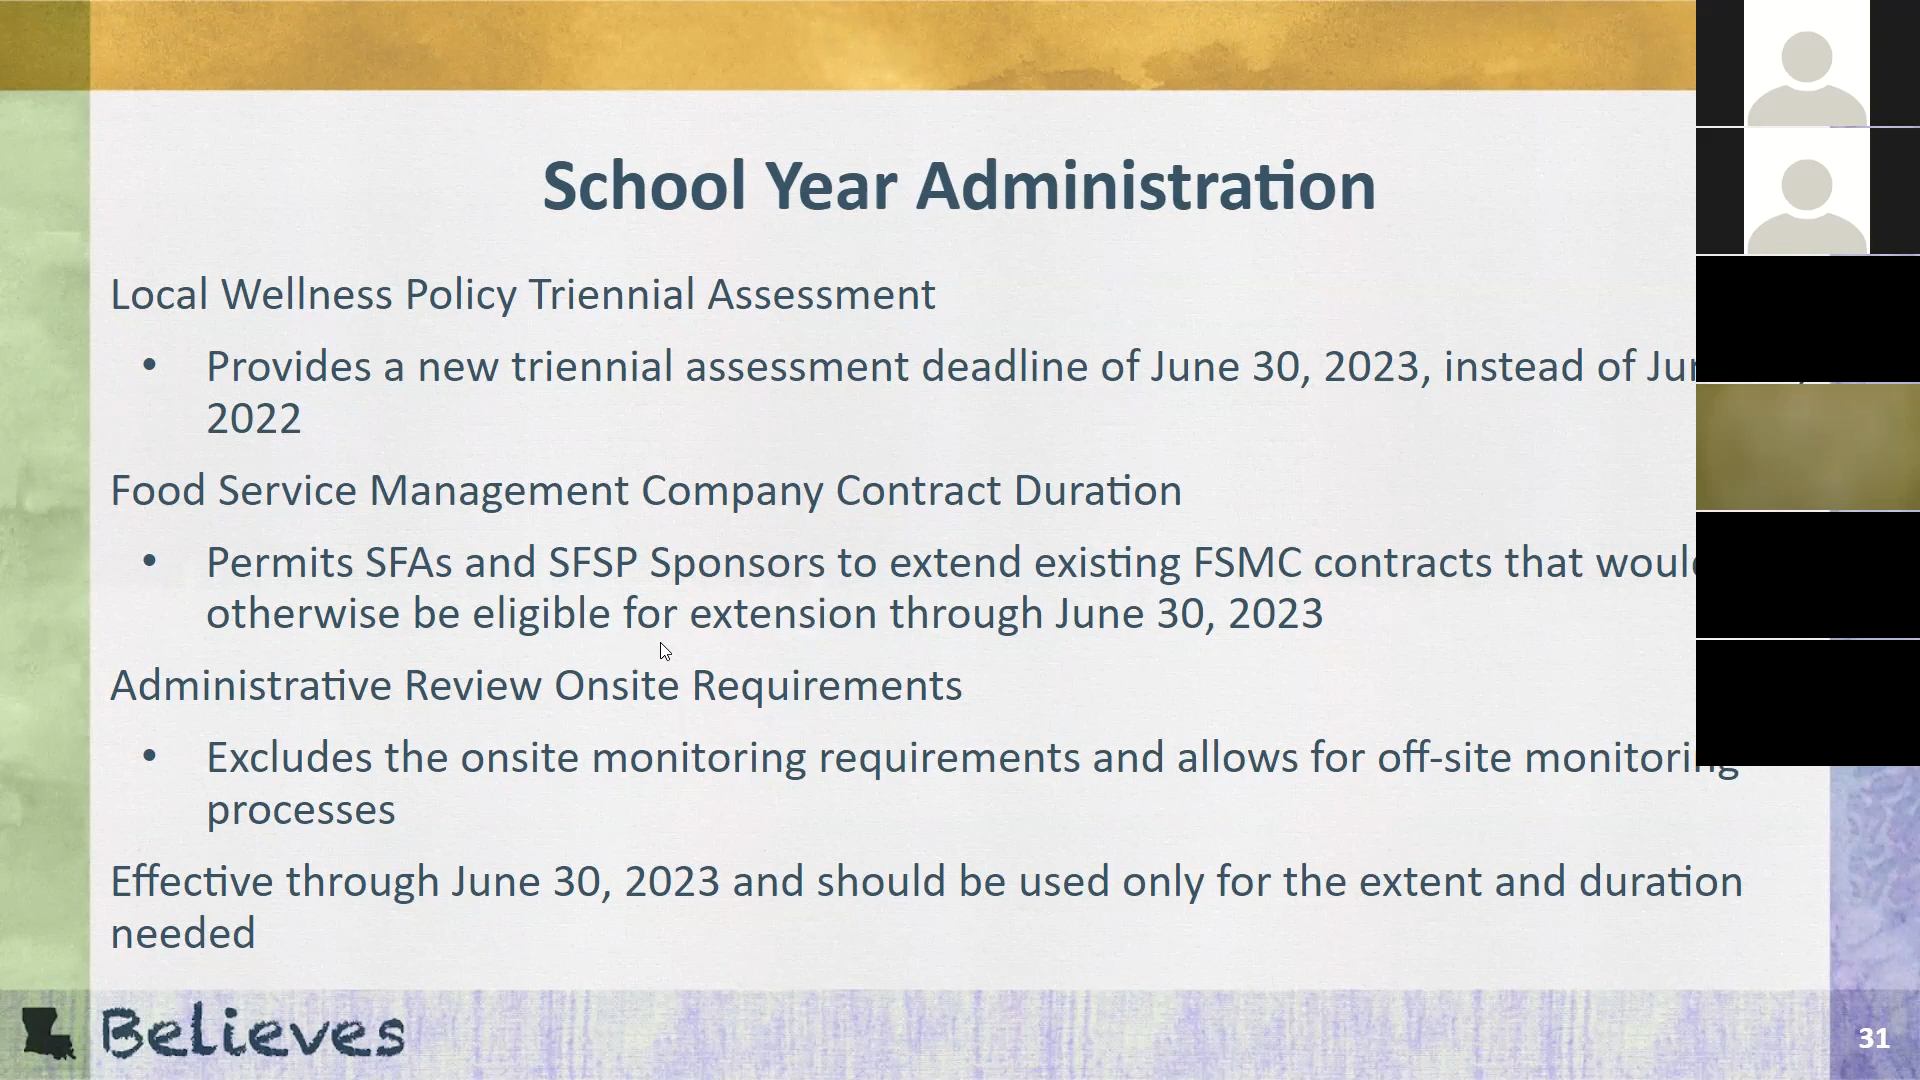 School Year Administration
Local Wellness Policy Triennial Assessment
• Provides a new triennial assessment deadline of June 30, 2023, instead of
2022
Food Service Management Company Contract Duration
• Permits SFAs and SFSP Sponsors to extend existing FSMC contracts that would
otherwise be eligible for extension through June 30, 2023
Administrative Review Onsite Requirements
• Excludes the onsite monitoring requirements and allows for off-site monitoring
processes
Effective through June 30, 2023 and should be used only for the extent and duration
needed
Believes
31